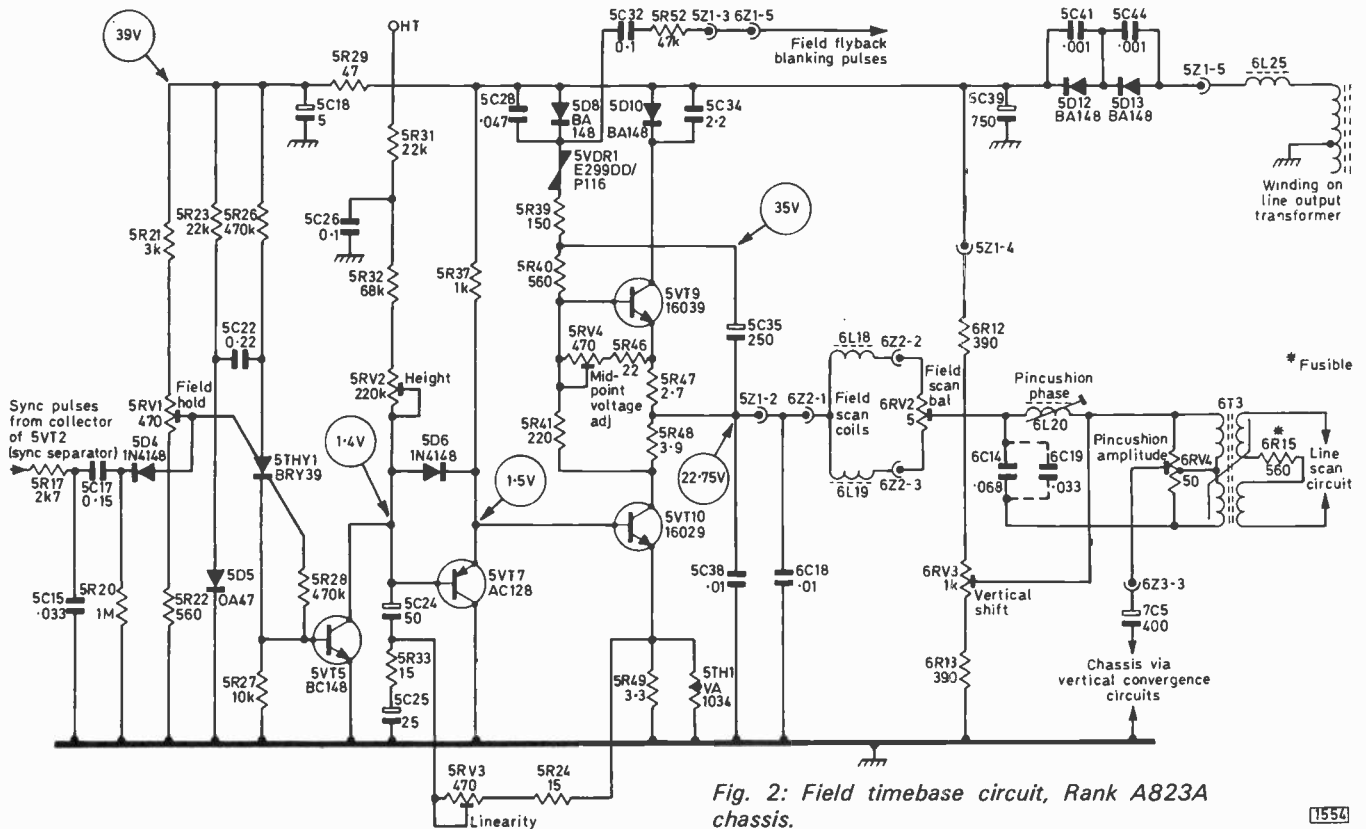 39V
HT
5C32
0.1
5R52
47k
5Z1-3
6Z1-5
Field flyback
blanking pulses
5C41
.001
5C44
.001
5Z1-5
6L25
5D12
BA148
5D13
BA148
Winding on
line output
transformer
5R29
47
5C18
5
5R31
22k
5C28
.047
5D8
BA
148
5D10
BA148
5C34
2.2
5C39
750
5VDR1
E299DD/
P116
35V
5R21
3k
5R23
22k
5R26
470k
5C26
0.1
5R39
150
5Z1-4
5R32
68k
5R37
1k
5R40
560
5VT9
16039
5C35
250
5C22
0.22
5RV4
470
5R46
22
Mid-
point
voltage
adj
5R47
2.7
6L18
6Z2-2
6R12
390
* Fusible
Sync pulses
from collector
of 5VT2
(sync separator)
5RV1
470
Field
hold
5RV2
220k
Height
5R41
220
5R48
3.9
5Z1-2
6Z2-1
Field
scan
coils
Field
scan
bal
6RV2
5
Pincushion
phase
6L20
6T3
*
6R15
560
Line
scan
circuit
5R17
2k7
5C17
0.15
5D4
1N4148
5THY1
BRY39
1.4V
5D6
1N4148
1.5V
22.75V
6L19
6Z2-3
6C14
.068
6C19
.033
Pincushion
amplitude
6RV4
50
5VT10
16029
5C15
.033
5R20
1M
5R22
560
5D5
OA47
5R28
470k
5VT7
AC128
5C24
50
5C38
.01
6C18
.01
6RV3
1k
Vertical
shift
6Z3-3
7C5
400
5R27
10k
5VT5
BC148
5R33
15
5C25
25
5R49
3.3
5TH1
VA
1034
6R13
390
Chassis via
vertical convergence
circuits
5RV3
470
5R24
15
Linearity
Fig. 2: Field timebase circuit, Rank A823A
chassis.
1554